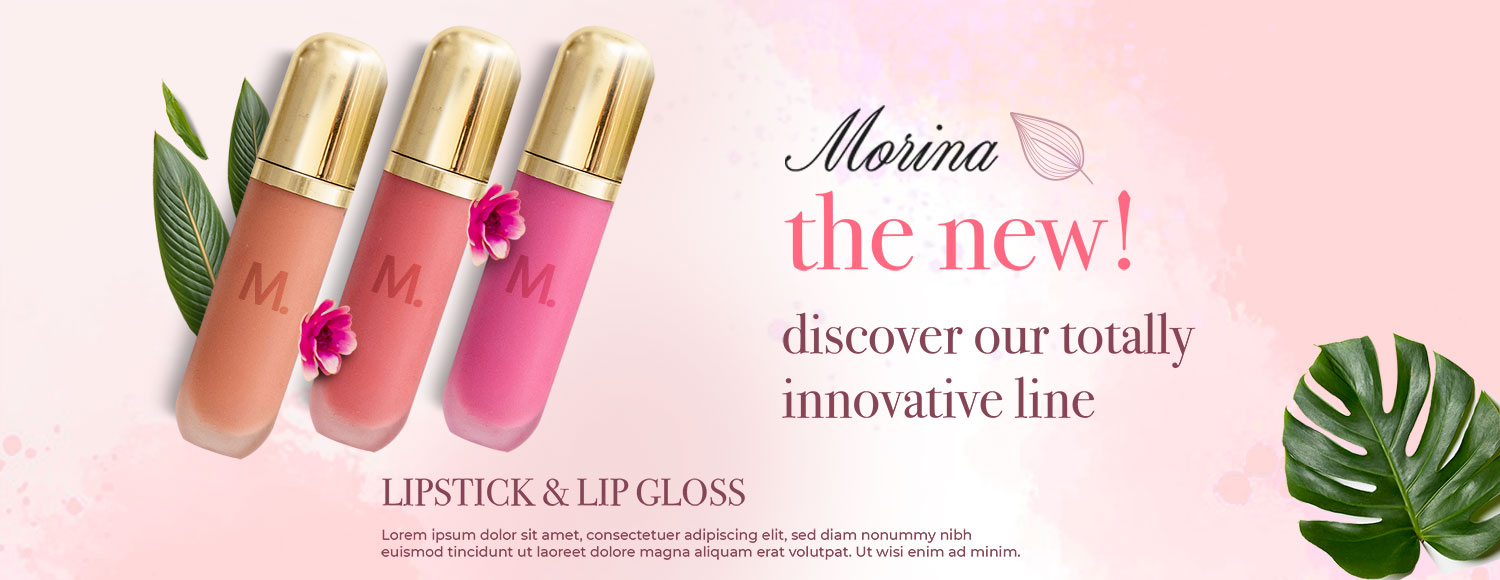 M.
M.
M.
Morina
the new!
discover our totally
innovative line
LIPSTICK & LIP GLOSS
Lorem ipsum dolor sit amet, consectetuer adipiscing elit, sed diam nonummy nibh
euismod tincidunt ut laoreet dolore magna aliquam erat volutpat. Ut wisi enim ad minim.